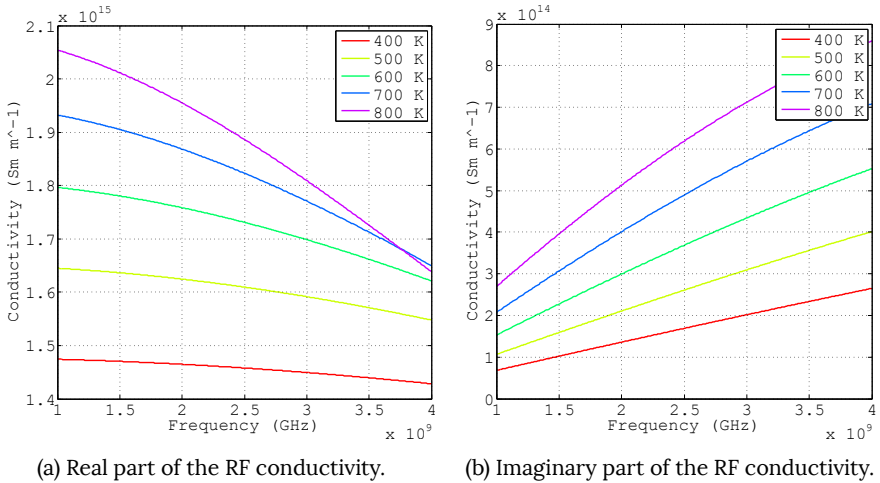 x 10^15
2.1
2
1.9
1.8
1.7
1.6
1.5
1.4
Conductivity (Sm m^-1)
400 K
500 K
600 K
700 K
800 K
1 1.5 2 2.5 3 3.5 4
Frequency (GHz)
x 10^9
(a) Real part of the RF conductivity.
x 10^14
9
8
7
6
5
4
3
2
1
0
Conductivity (Sm m^-1)
400 K
500 K
600 K
700 K
800 K
1 1.5 2 2.5 3 3.5 4
Frequency (GHz)
x 10^9
(b) Imaginary part of the RF conductivity.